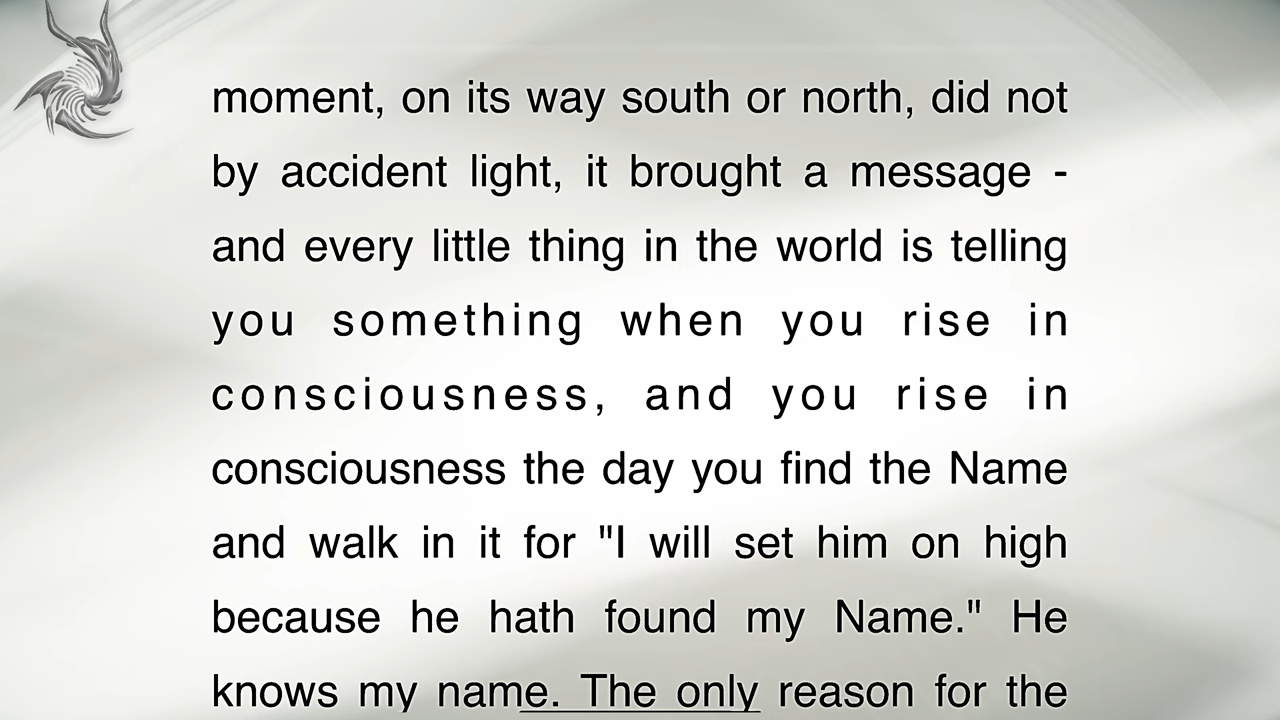 moment, on its way south or north, did not
by accident light, it brought a message -
and every little thing in the world is telling
you something when you rise in
consciousness, and you rise in
consciousness the day you find the Name
and walk in it for "I will set him on high
because he hath found my Name." He
knows my name. The only reason for the